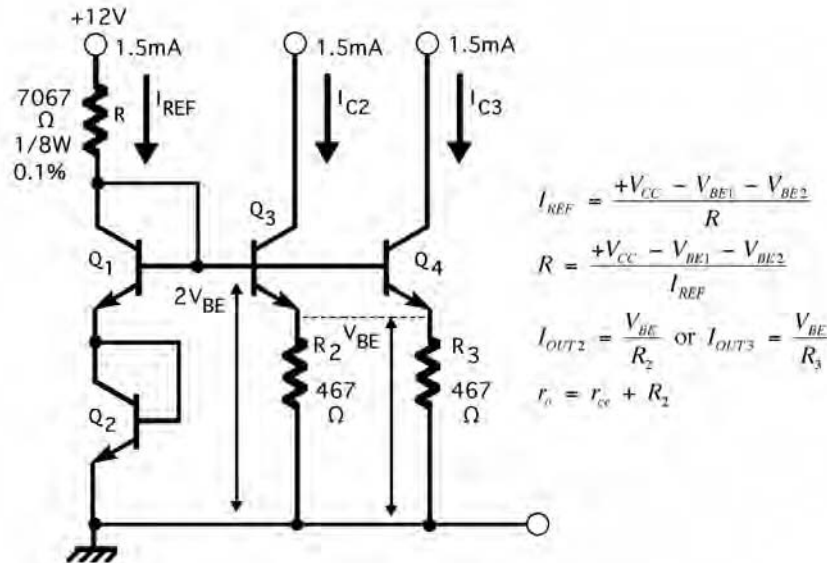 +12V
1.5mA
1.5mA
1.5mA
7067
Ω
1/8W
0.1%
R
I_REF
I_C2
I_C3
Q_3
Q_1
Q_4
2V_BE
V_BE
R_2
467
Ω
R_3
467
Ω
Q_2
I_REF = (+V_CC − V_BE1 − V_BE2) / R
R = (+V_CC − V_BE1 − V_BE2) / I_REF
I_OUT2 = V_BE / R_2 or I_OUT3 = V_BE / R_3
r_o = r_ce + R_2